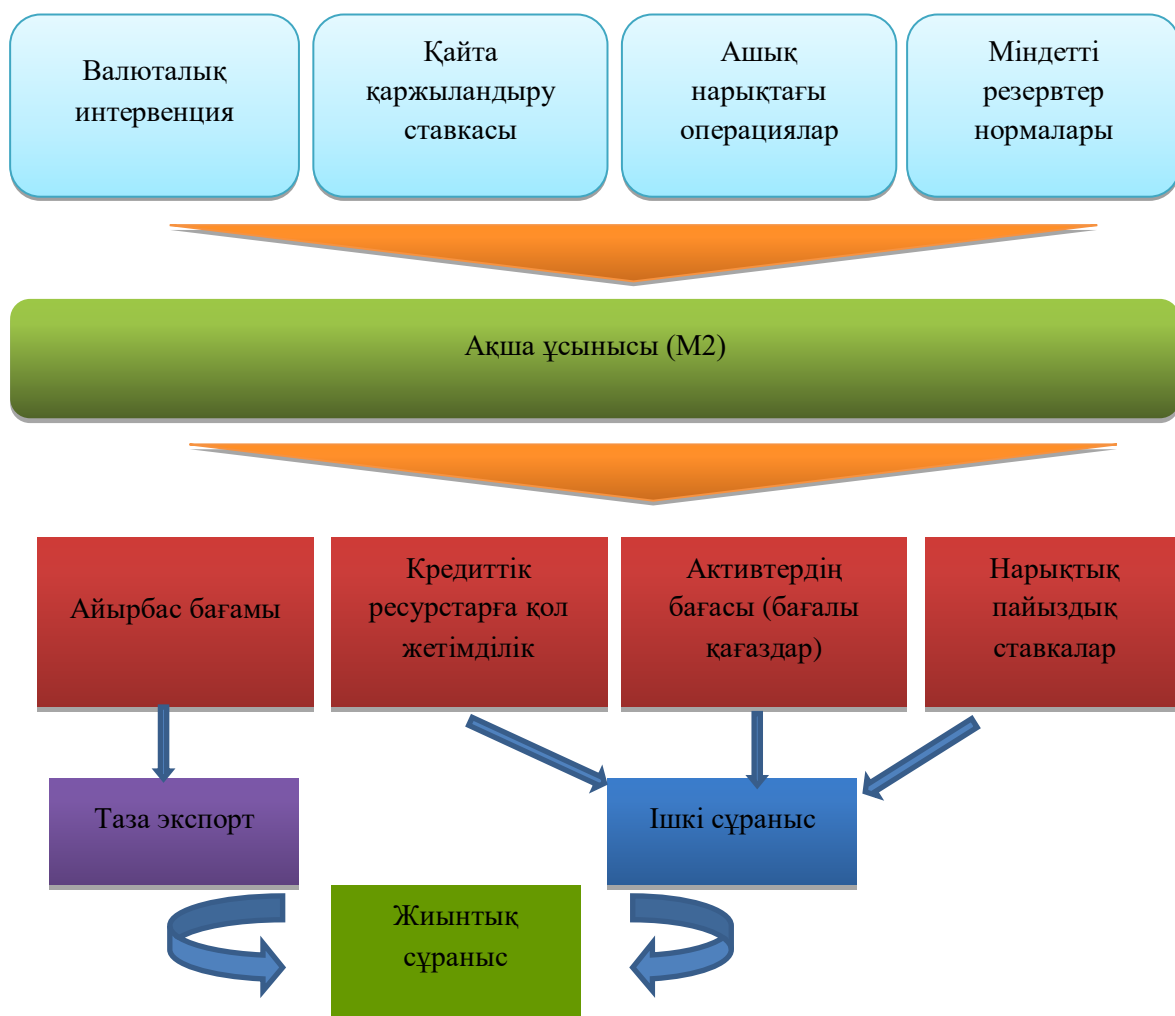 Валюталық
интервенция
Қайта
қаржыландыру
ставкасы
Ашық
нарықтағы
операциялар
Міндетті
резервтер
нормалары
Ақша ұсынысы (М2)
Айырбас бағамы
Кредиттік
ресурстарға қол
жетімділік
Активтердің
бағасы (бағалы
қағаздар)
Нарықтық
пайыздық
ставкалар
Таза экспорт
Ішкі сұраныс
Жиынтық
сұраныс